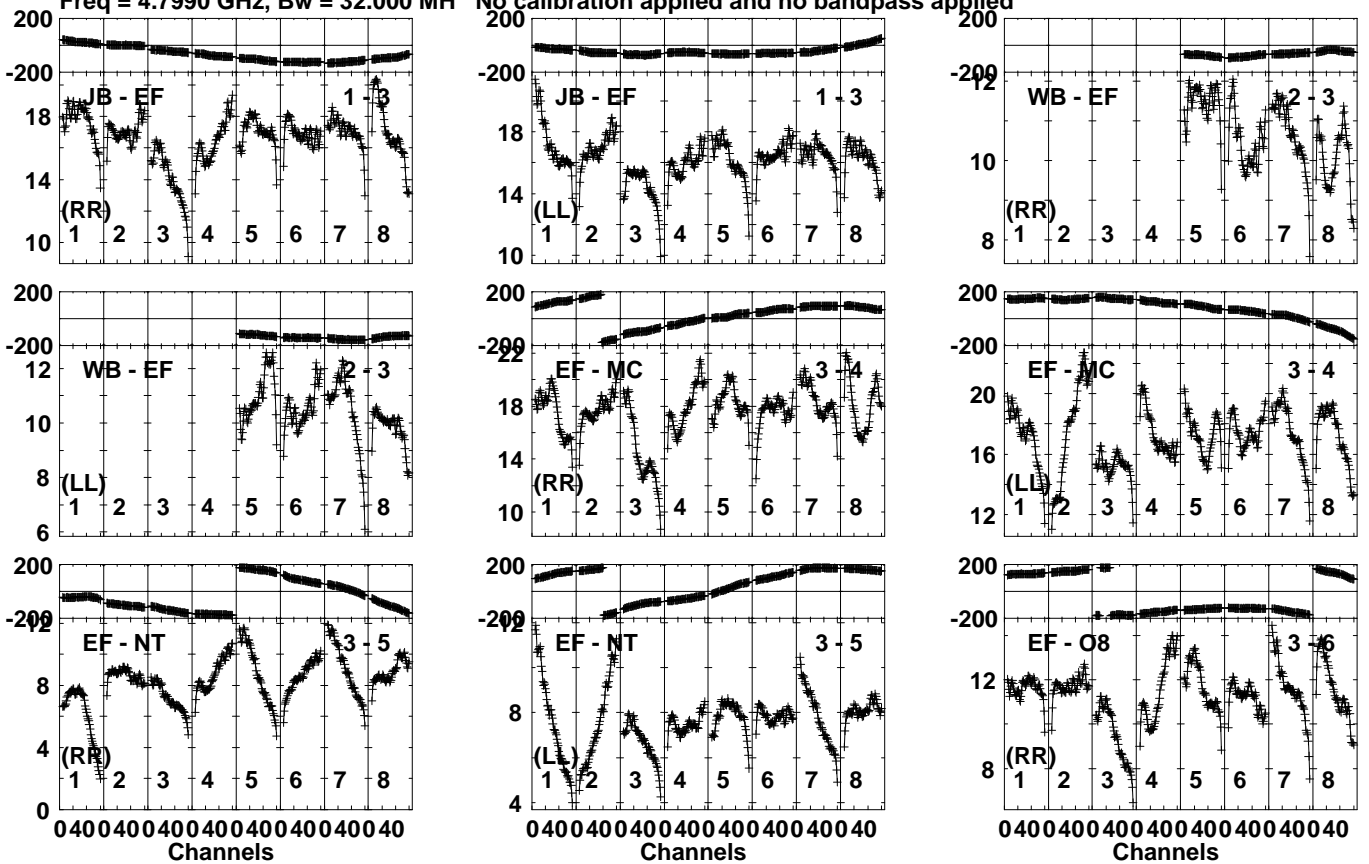 Freq = 4.7990 GHz, Bw = 32.000 MH No calibration applied and no bandpass applied
200 200 200
-200 -200 -200
JB - EF 1 - 3 JB - EF 1 - 3 WB - EF 2 - 3
18 18 12
14 14 10
10 10 8
(RR) (LL) (RR)
1 2 3 4 5 6 7 8 1 2 3 4 5 6 7 8 1 2 3 4 5 6 7 8
200 200 200
-200 -200 -200
WB - EF 2 - 3 EF - MC 3 - 4 EF - MC 3 - 4
12 22 20
10 18 16
8 14 12
6 10
(LL) (RR) (LL)
1 2 3 4 5 6 7 8 1 2 3 4 5 6 7 8 1 2 3 4 5 6 7 8
200 200 200
-200 -200 -200
EF - NT 3 - 5 EF - NT 3 - 5 EF - O8 3 - 6
12 12 12
8 8 8
4 4
0
(RR) (LL) (RR)
1 2 3 4 5 6 7 8 1 2 3 4 5 6 7 8 1 2 3 4 5 6 7 8
0 40 0 40 0 40 0 40 0 40 0 40 0 40 0 40 0 40 0 40 0 40 0 40 0 40 0 40 0 40 0 40 0 40 0 40 0 40 0 40 0 40 0 40 0 40 0 40
Channels Channels Channels